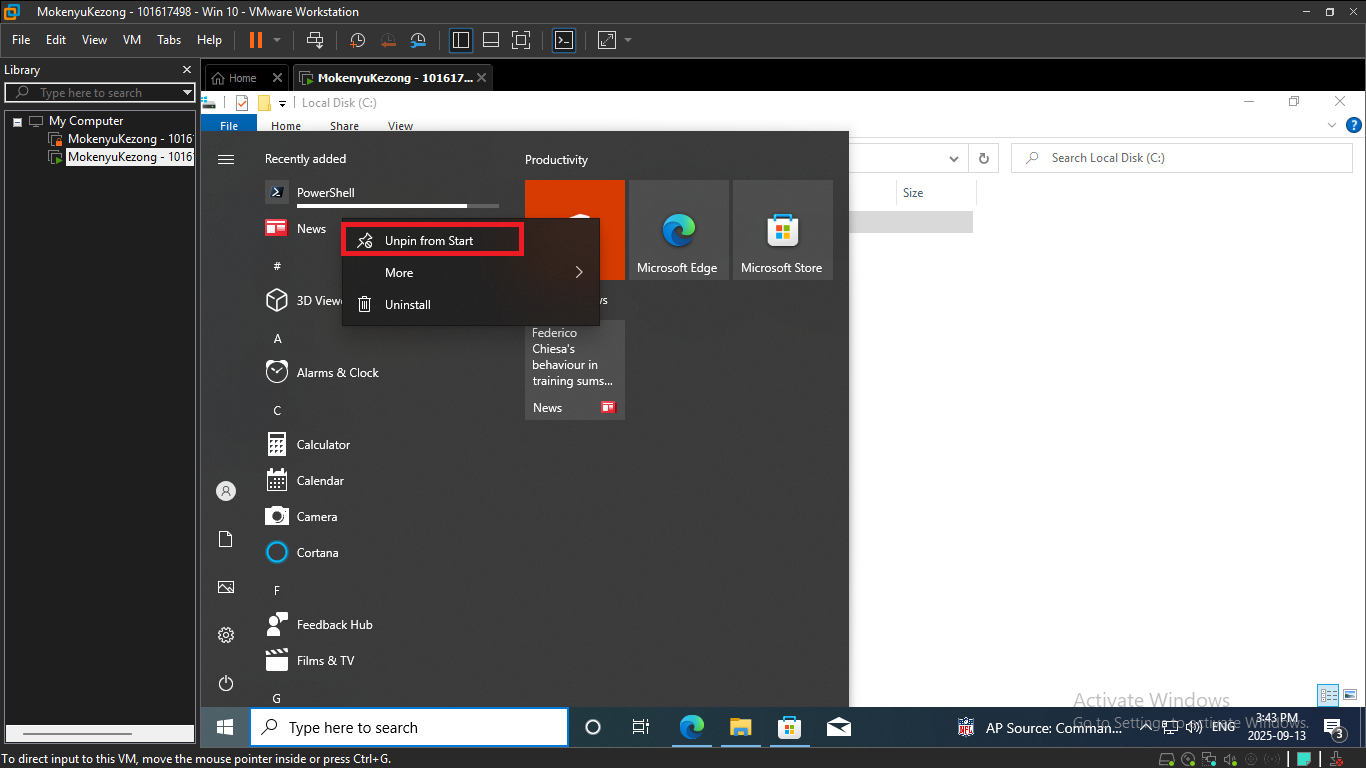 MokenyuKezong - 101617498 - Win 10 - VMware Workstation
File Edit View VM Tabs Help
Library
Type here to search
My Computer
MokenyuKezong - 1016
MokenyuKezong - 1016
Home
MokenyuKezong - 101617...
Local Disk (C:)
File Home Share View
Search Local Disk (C:)
Size
Recently added
PowerShell
News
#
3D Viewe
A
Alarms & Clock
C
Calculator
Calendar
Camera
Cortana
F
Feedback Hub
Films & TV
G
Unpin from Start
More
Uninstall
Productivity
Microsoft Edge
Microsoft Store
Federico
Chiesa's
behaviour in
training sums...
News
Activate Windows
Go to Settings to activate Windows.
Type here to search
AP Source: Comman...
ENG
3:43 PM
2025-09-13
3
To direct input to this VM, move the mouse pointer inside or press Ctrl+G.